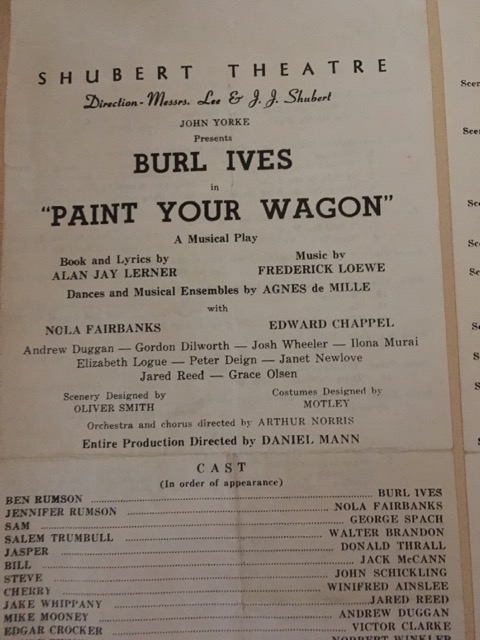 SHUBERT THEATRE
Direction - Messrs. Lee & J. J. Shubert
JOHN YORKE
Presents
BURL IVES
in
"PAINT YOUR WAGON"
A Musical Play
Book and Lyrics by
ALAN JAY LERNER
Music by
FREDERICK LOEWE
Dances and Musical Ensembles by AGNES de MILLE
with
NOLA FAIRBANKS EDWARD CHAPPEL
Andrew Duggan — Gordon Dilworth — Josh Wheeler — Ilona Murai
Elizabeth Logue — Peter Deign — Janet Newlove
Jared Reed — Grace Olsen
Scenery Designed by
OLIVER SMITH
Costumes Designed by
MOTLEY
Orchestra and chorus directed by ARTHUR NORRIS
Entire Production Directed by DANIEL MANN
CAST
(In order of appearance)
BEN RUMSON BURL IVES
JENNIFER RUMSON NOLA FAIRBANKS
SAM GEORGE SPACH
SALEM TRUMBULL WALTER BRANDON
JASPER DONALD THRALL
BILL JACK McCANN
STEVE JOHN SCHICKLING
CHERRY WINIFRED AINSLEE
JAKE WHIPPANY JARED REED
MIKE MOONEY ANDREW DUGGAN
EDGAR CROCKER VICTOR CLARKE